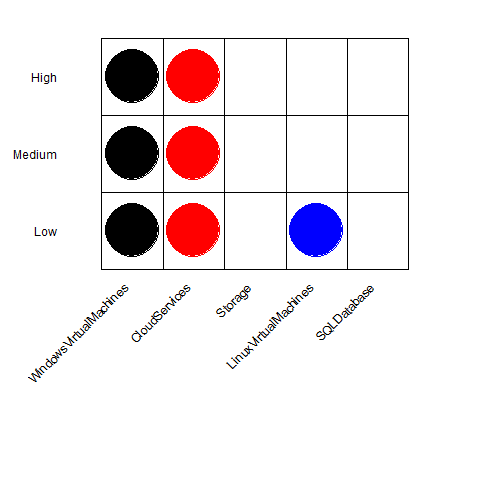 High
Medium
Low
WindowsVirtualMachines
CloudServices
Storage
LinuxVirtualMachines
SQLDatabase